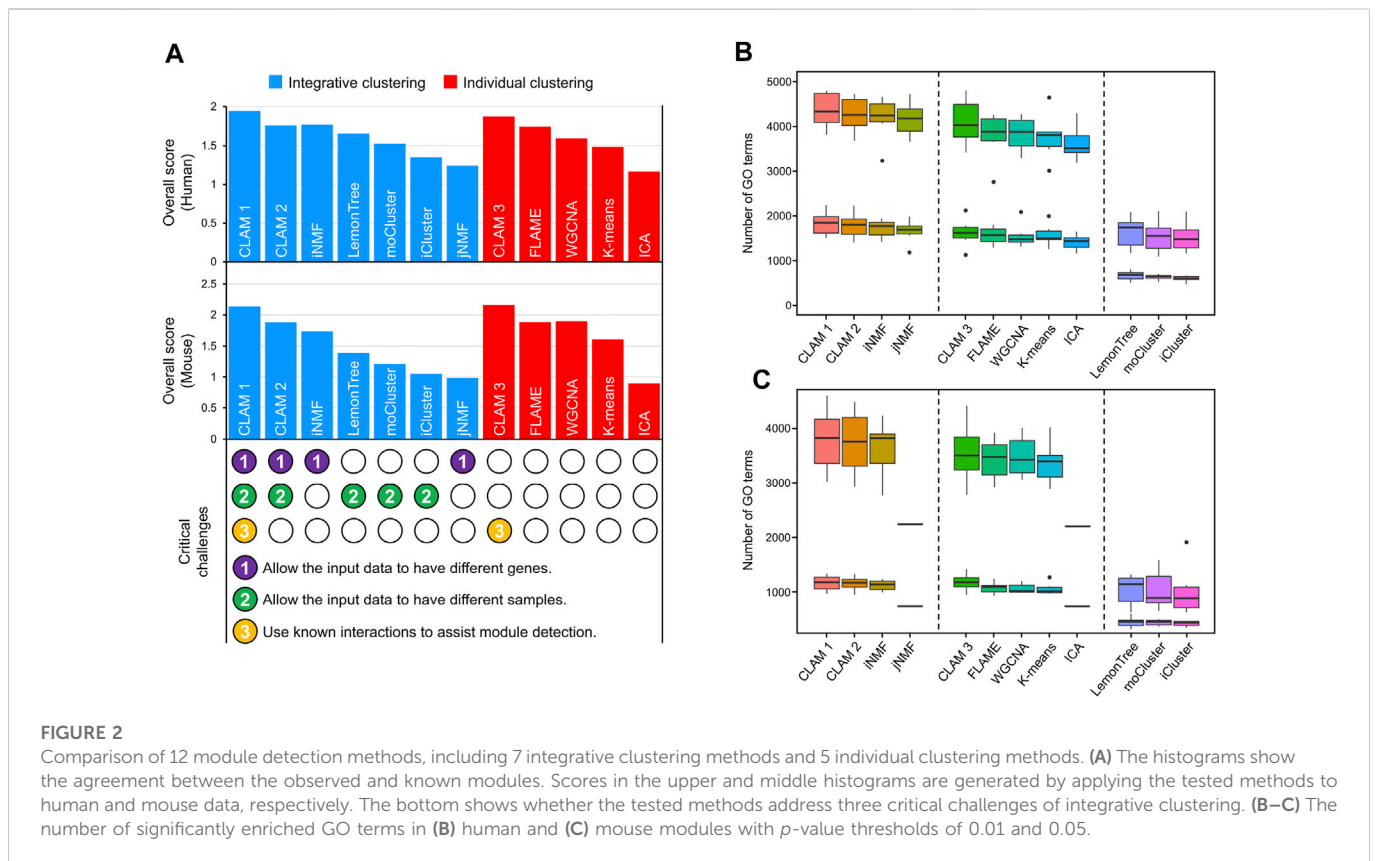 A
Integrative clustering
Individual clustering
Overall score
(Human)
2
1.5
1
0.5
0
CLAM 1
CLAM 2
iNMF
LemonTree
moCluster
iCluster
jNMF
CLAM 3
FLAME
WGCNA
K-means
ICA
Overall score
(Mouse)
2.5
2
1.5
1
0.5
0
CLAM 1
CLAM 2
iNMF
LemonTree
moCluster
iCluster
jNMF
CLAM 3
FLAME
WGCNA
K-means
ICA
Critical
challenges
1 1 1 1
2 2 2 2 2
3 3
1 Allow the input data to have different genes.
2 Allow the input data to have different samples.
3 Use known interactions to assist module detection.
B
Number of GO terms
5000
4000
3000
2000
1000
0
CLAM 1
CLAM 2
iNMF
jNMF
CLAM 3
FLAME
WGCNA
K-means
ICA
LemonTree
moCluster
iCluster
C
Number of GO terms
4000
3000
2000
1000
CLAM 1
CLAM 2
iNMF
jNMF
CLAM 3
FLAME
WGCNA
K-means
ICA
LemonTree
moCluster
iCluster
FIGURE 2
Comparison of 12 module detection methods, including 7 integrative clustering methods and 5 individual clustering methods. (A) The histograms show
the agreement between the observed and known modules. Scores in the upper and middle histograms are generated by applying the tested methods to
human and mouse data, respectively. The bottom shows whether the tested methods address three critical challenges of integrative clustering. (B–C) The
number of significantly enriched GO terms in (B) human and (C) mouse modules with p-value thresholds of 0.01 and 0.05.